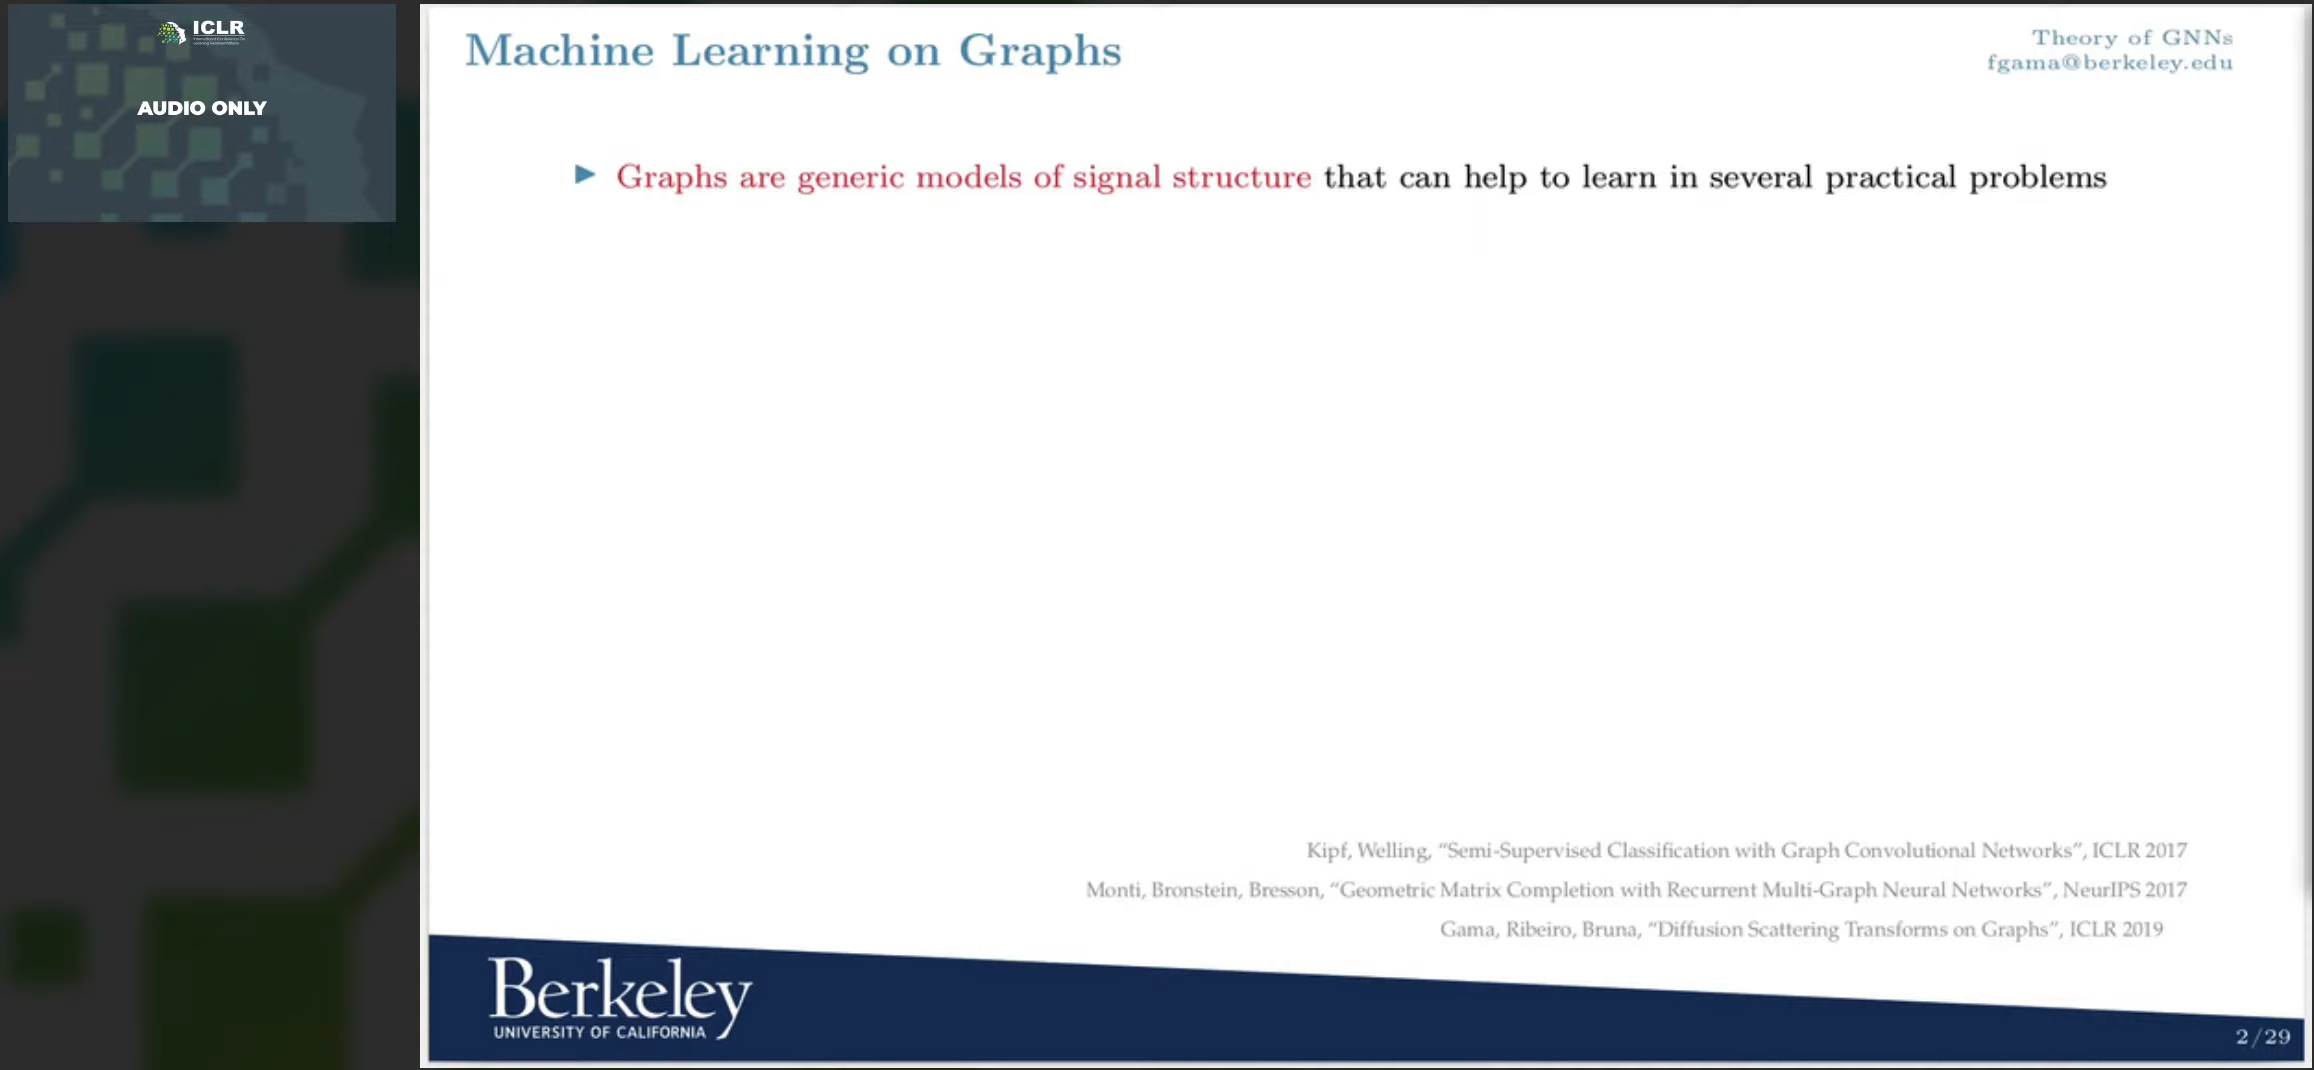 ICLR
AUDIO ONLY
Machine Learning on Graphs
Theory of GNNs
fgama@berkeley.edu
▶ Graphs are generic models of signal structure that can help to learn in several practical problems
Kipf, Welling, “Semi-Supervised Classification with Graph Convolutional Networks”, ICLR 2017
Monti, Bronstein, Bresson, “Geometric Matrix Completion with Recurrent Multi-Graph Neural Networks”, NeurIPS 2017
Gama, Ribeiro, Bruna, “Diffusion Scattering Transforms on Graphs”, ICLR 2019
Berkeley
UNIVERSITY OF CALIFORNIA
2/29